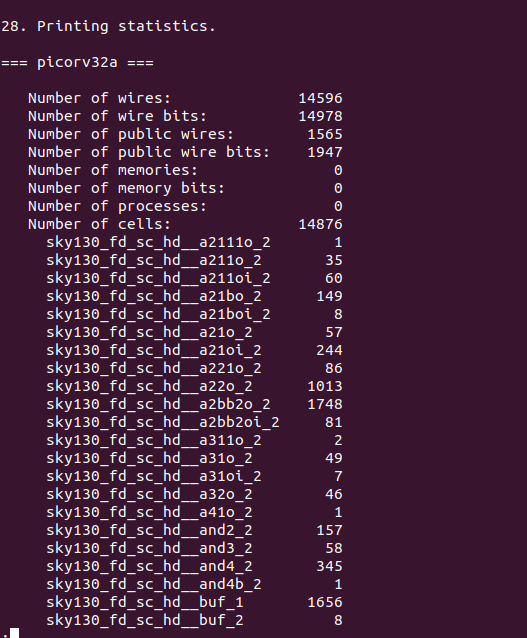 28. Printing statistics.
=== picorv32a ===
Number of wires: 14596
Number of wire bits: 14978
Number of public wires: 1565
Number of public wire bits: 1947
Number of memories: 0
Number of memory bits: 0
Number of processes: 0
Number of cells: 14876
sky130_fd_sc_hd__a2111o_2 1
sky130_fd_sc_hd__a211o_2 35
sky130_fd_sc_hd__a211oi_2 60
sky130_fd_sc_hd__a21bo_2 149
sky130_fd_sc_hd__a21boi_2 8
sky130_fd_sc_hd__a21o_2 57
sky130_fd_sc_hd__a21oi_2 244
sky130_fd_sc_hd__a221o_2 86
sky130_fd_sc_hd__a22o_2 1013
sky130_fd_sc_hd__a2bb2o_2 1748
sky130_fd_sc_hd__a2bb2oi_2 81
sky130_fd_sc_hd__a311o_2 2
sky130_fd_sc_hd__a31o_2 49
sky130_fd_sc_hd__a31oi_2 7
sky130_fd_sc_hd__a32o_2 46
sky130_fd_sc_hd__a41o_2 1
sky130_fd_sc_hd__and2_2 157
sky130_fd_sc_hd__and3_2 58
sky130_fd_sc_hd__and4_2 345
sky130_fd_sc_hd__and4b_2 1
sky130_fd_sc_hd__buf_1 1656
sky130_fd_sc_hd__buf_2 8